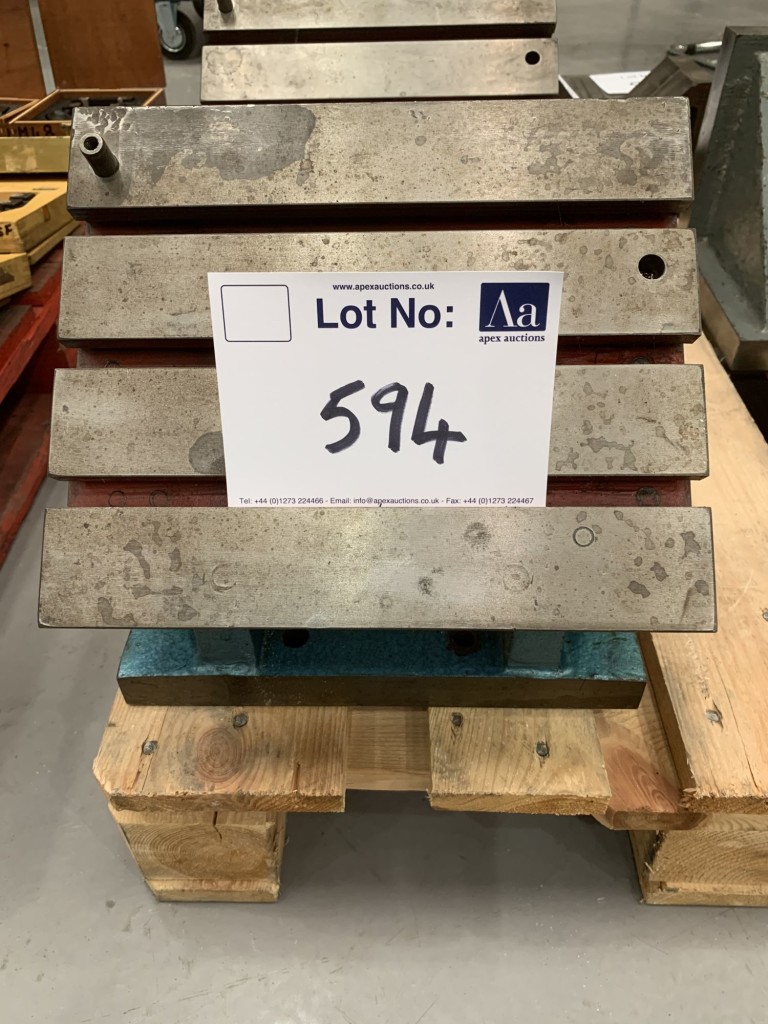 www.apexauctions.co.uk
Lot No:
Aa
apex auctions
594
Tel: +44 (0)1273 224466 - Email: info@apexauctions.co.uk - Fax: +44 (0)1273 224467